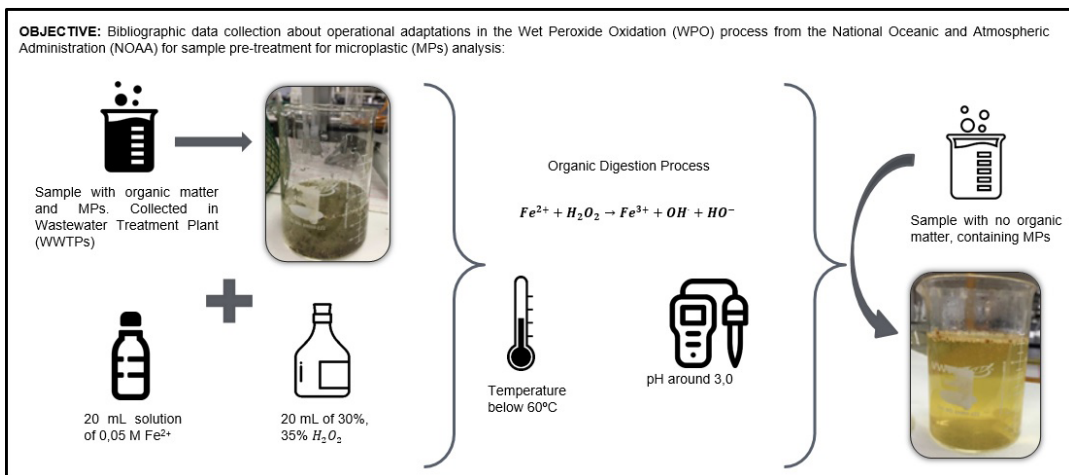 OBJECTIVE: Bibliographic data collection about operational adaptations in the Wet Peroxide Oxidation (WPO) process from the National Oceanic and Atmospheric
Administration (NOAA) for sample pre-treatment for microplastic (MPs) analysis:
Sample with organic matter
and MPs. Collected in
Wastewater Treatment Plant
(WWTPs)
20 mL solution
of 0,05 M Fe²⁺
20 mL of 30%,
35% H₂O₂
Organic Digestion Process
Fe²⁺ + H₂O₂ → Fe³⁺ + OH· + HO⁻
Temperature
below 60ºC
pH around 3,0
Sample with no organic
matter, containing MPs